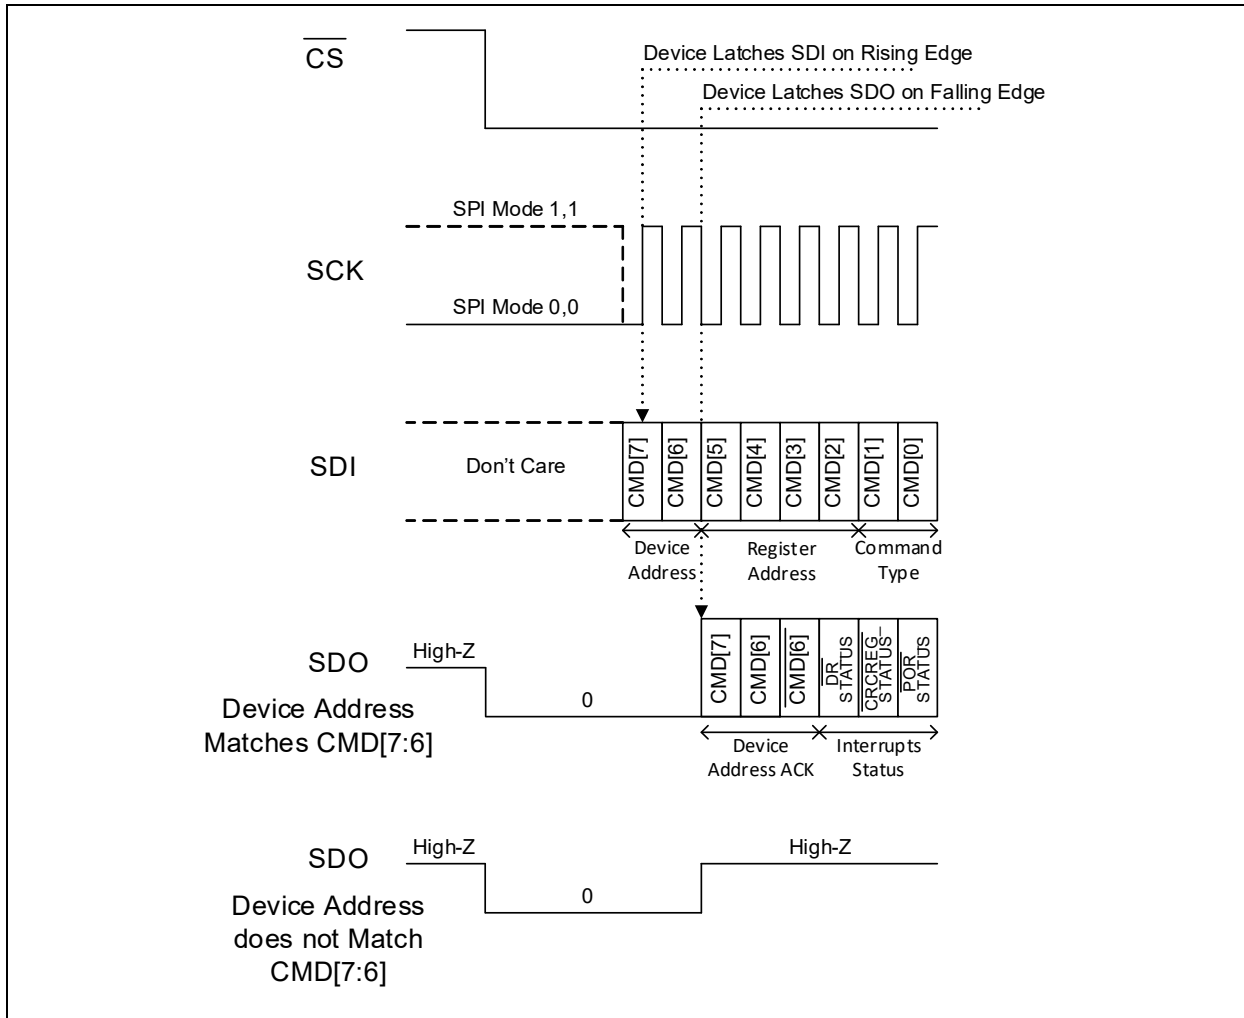 CS
Device Latches SDI on Rising Edge
Device Latches SDO on Falling Edge
SPI Mode 1,1
SCK
SPI Mode 0,0
SDI
Don't Care
CMD[7]
CMD[6]
CMD[5]
CMD[4]
CMD[3]
CMD[2]
CMD[1]
CMD[0]
Device
Address
Register
Address
Command
Type
SDO
Device Address
Matches CMD[7:6]
High-Z
0
CMD[7]
CMD[6]
CMD[6]
DR
STATUS
CRCREG
STATUS
POR
STATUS
Device
Address ACK
Interrupts
Status
SDO
Device Address
does not Match
CMD[7:6]
High-Z
0
High-Z